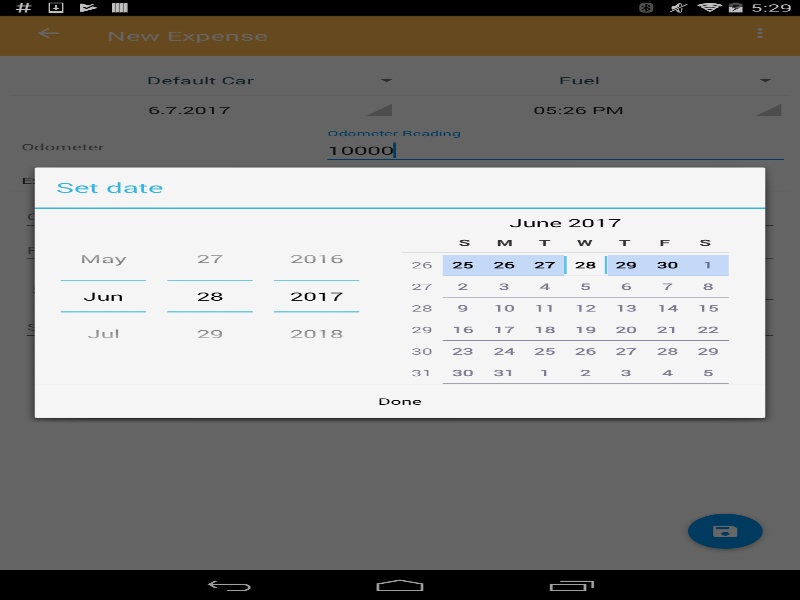 5:29
New Expense
Default Car Fuel
6.7.2017 05:26 PM
Odometer Reading
Odometer 10000
Set date
June 2017
S M T W T F S
May 27 2016
26 25 26 27 28 29 30 1
27 2 3 4 5 6 7 8
Jun 28 2017
28 9 10 11 12 13 14 15
29 16 17 18 19 20 21 22
Jul 29 2018
30 23 24 25 26 27 28 29
31 30 31 1 2 3 4 5
Done